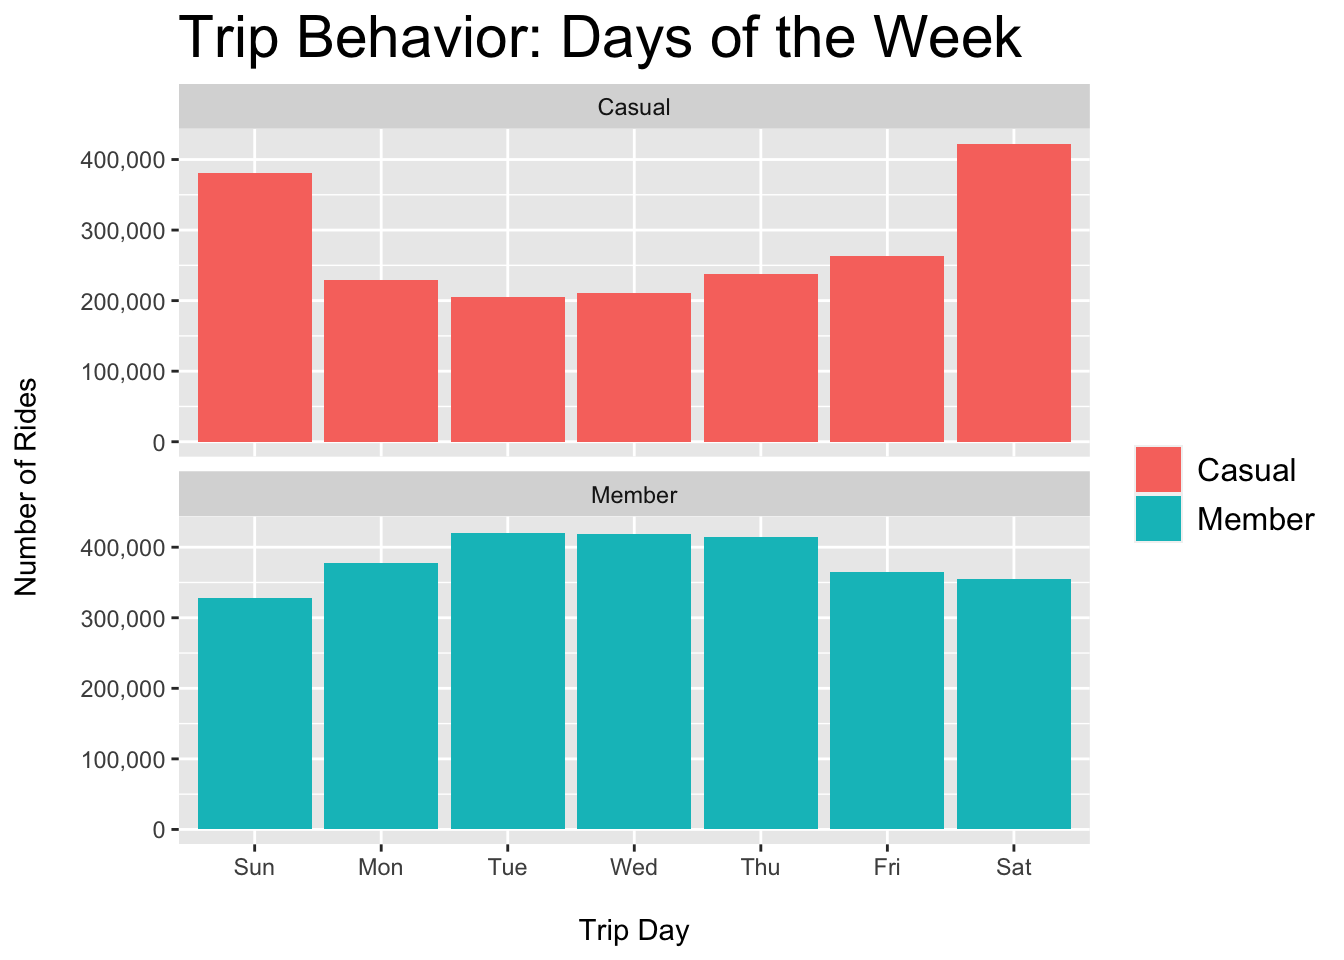 Trip Behavior: Days of the Week
Casual
400,000
300,000
200,000
100,000
0
Member
400,000
300,000
200,000
100,000
0
Sun Mon Tue Wed Thu Fri Sat
Trip Day
Number of Rides
Casual
Member